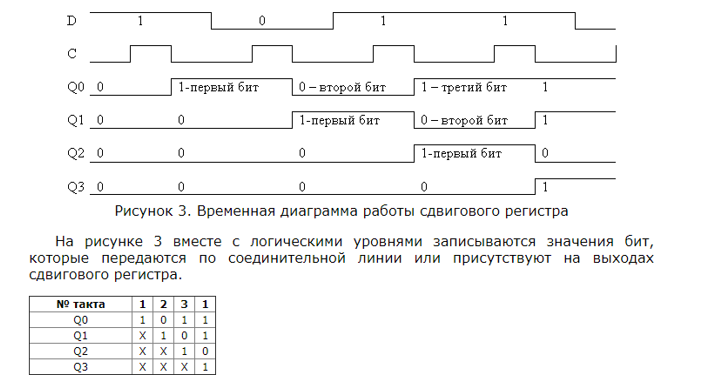 D 1 0 1 1
C
Q0 0 1-первый бит 0 – второй бит 1 – третий бит 1
Q1 0 0 1-первый бит 0 – второй бит 1
Q2 0 0 0 1-первый бит 0
Q3 0 0 0 0 1
Рисунок 3. Временная диаграмма работы сдвигового регистра
На рисунке 3 вместе с логическими уровнями записываются значения бит,
которые передаются по соединительной линии или присутствуют на выходах
сдвигового регистра.
№ такта 1 2 3 1
Q0 1 0 1 1
Q1 X 1 0 1
Q2 X X 1 0
Q3 X X X 1